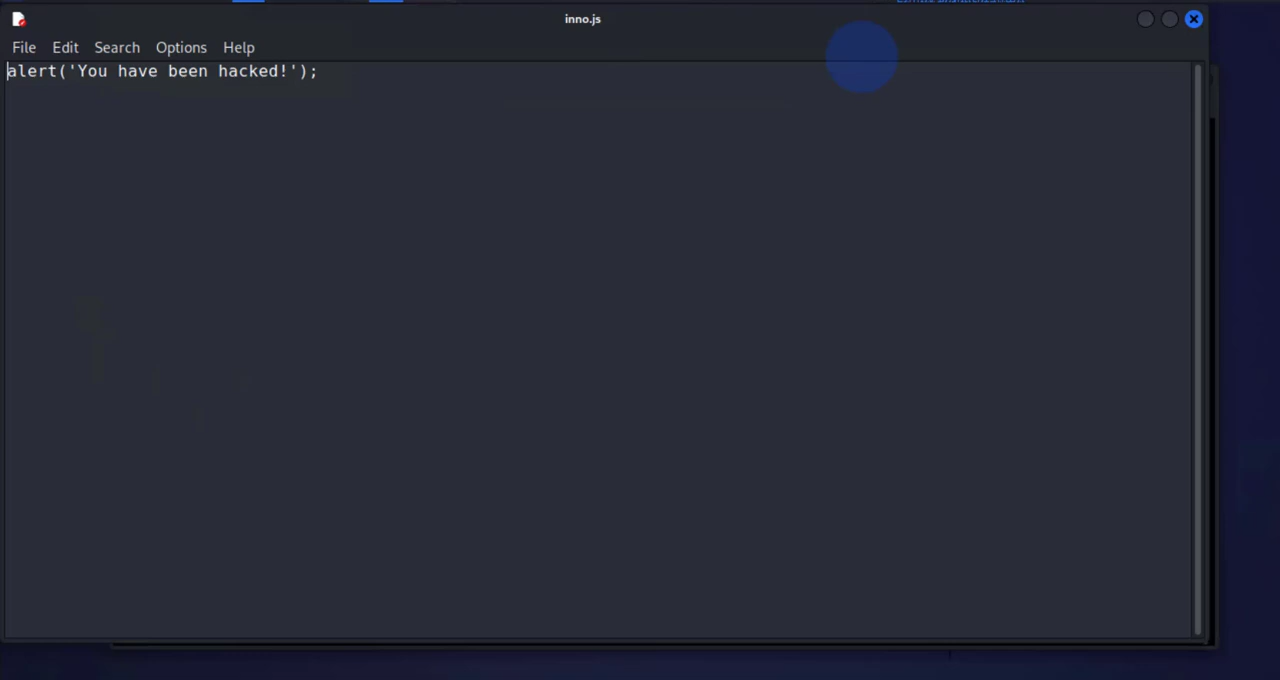 inno.js
File Edit Search Options Help
alert('You have been hacked!');